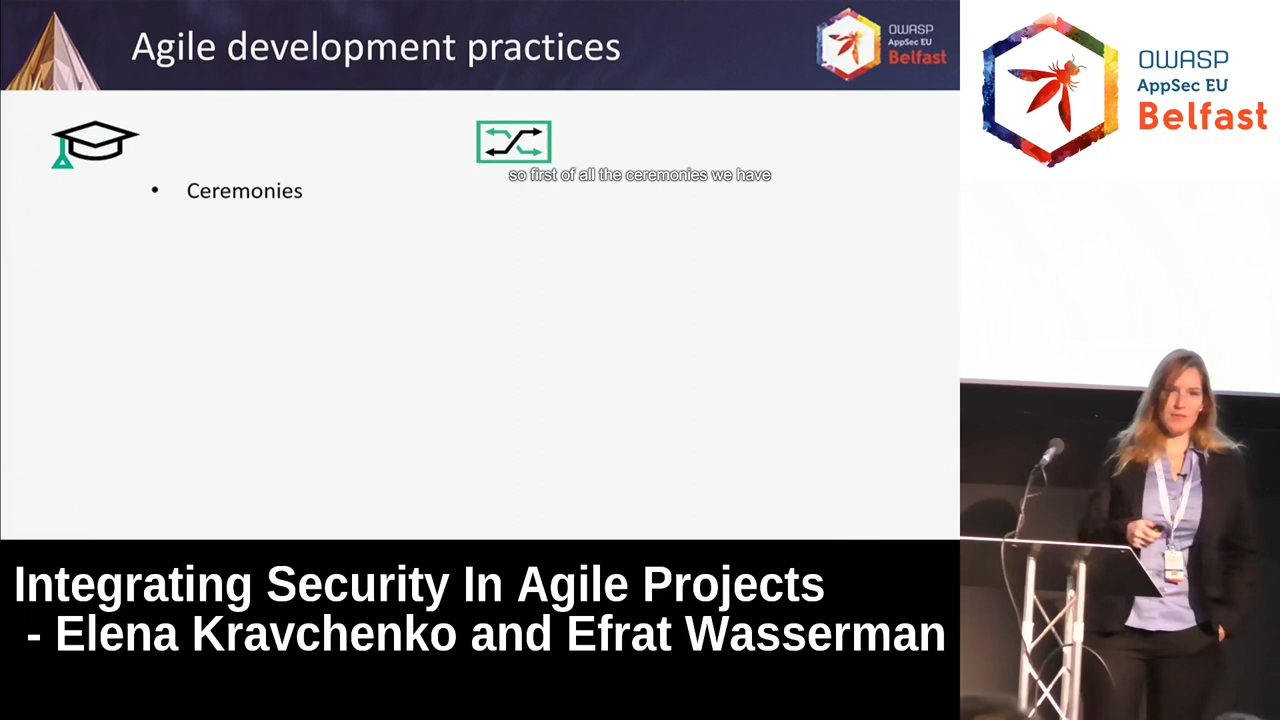 Agile development practices
OWASP
AppSec EU
Belfast
OWASP
AppSec EU
Belfast
so first of all the ceremonies we have
• Ceremonies
Integrating Security In Agile Projects
- Elena Kravchenko and Efrat Wasserman